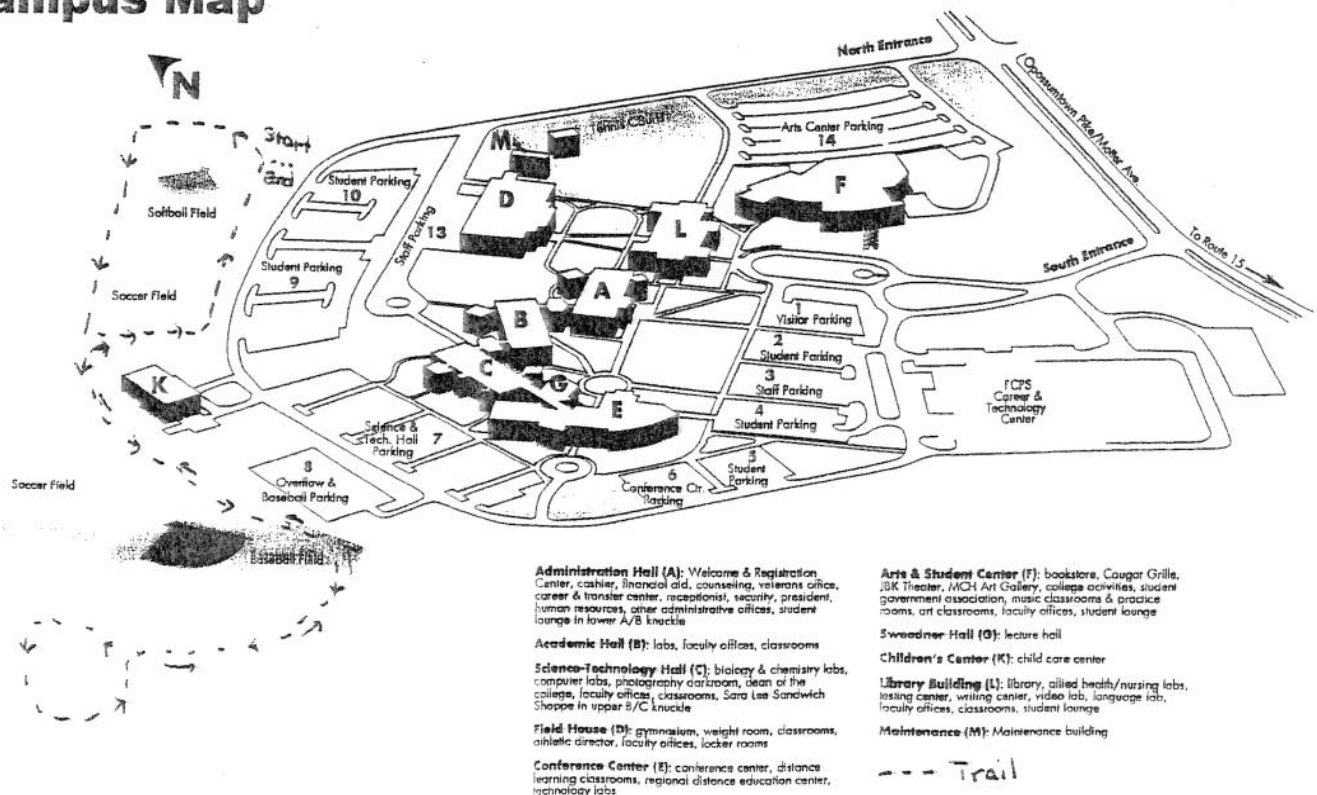 Campus Map
N
Start
End
North Entrance
Opossumtown Pike/Motter Ave.
Tennis Courts
Arts Center Parking
14
M
Student Parking
10
D
F
Softball Field
Staff Parking
13
L
Student Parking
9
South Entrance
To Route 15
Soccer Field
A
1
Visitor Parking
B
2
Student Parking
K
C
G
3
Staff Parking
FCPS
Career &
Technology
Center
E
4
Student Parking
Science &
Tech. Hall
Parking
7
5
Student
Parking
8
Overflow &
Baseball Parking
6
Conference Ctr.
Parking
Soccer Field
Baseball Field
Administration Hall (A): Welcome & Registration
Center, cashier, financial aid, counseling, veterans office,
career & transfer center, receptionist, security, president,
human resources, other administrative offices, student
lounge in lower A/B knuckle
Academic Hall (B): labs, faculty offices, classrooms
Science-Technology Hall (C): biology & chemistry labs,
computer labs, photography darkroom, dean of the
college, faculty offices, classrooms, Sara Lee Sandwich
Shoppe in upper B/C knuckle
Field House (D): gymnasium, weight room, classrooms,
athletic director, faculty offices, locker rooms
Conference Center (E): conference center, distance
learning classrooms, regional distance education center,
technology labs
Arts & Student Center (F): bookstore, Cougar Grille,
JBK Theater, MCH Art Gallery, college activities, student
government association, music classrooms & practice
rooms, art classrooms, faculty offices, student lounge
Sweadner Hall (G): lecture hall
Children's Center (K): child care center
Library Building (L): library, allied health/nursing labs,
testing center, writing center, video lab, language lab,
faculty offices, classrooms, student lounge
Maintenance (M): Maintenance building
--- Trail